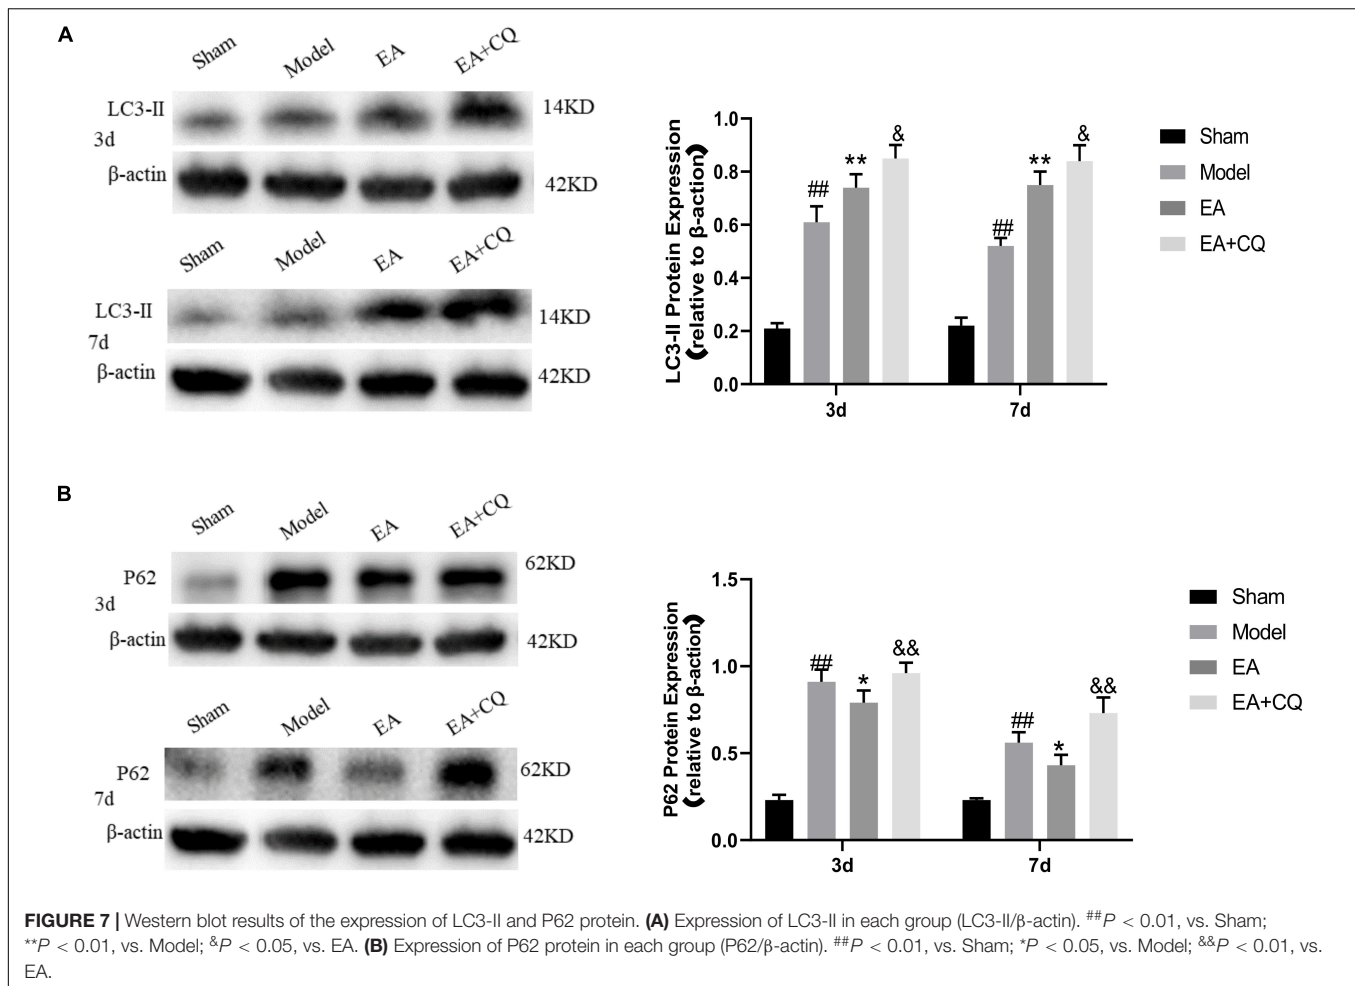 A
Sham Model EA EA+CQ
LC3-II 14KD
3d
β-actin 42KD
Sham Model EA EA+CQ
LC3-II 14KD
7d
β-actin 42KD
LC3-II Protein Expression
(relative to β-action)
1.0
0.8
0.6
0.4
0.2
0.0
## ** &
## ** &
3d 7d
Sham
Model
EA
EA+CQ
B
Sham Model EA EA+CQ
P62 62KD
3d
β-actin 42KD
Sham Model EA EA+CQ
P62 62KD
7d
β-actin 42KD
P62 Protein Expression
(relative to β-action)
1.5
1.0
0.5
0.0
## * &&
## * &&
3d 7d
Sham
Model
EA
EA+CQ
FIGURE 7 | Western blot results of the expression of LC3-II and P62 protein. (A) Expression of LC3-II in each group (LC3-II/β-actin). ##P < 0.01, vs. Sham;
**P < 0.01, vs. Model; &P < 0.05, vs. EA. (B) Expression of P62 protein in each group (P62/β-actin). ##P < 0.01, vs. Sham; *P < 0.05, vs. Model; &&P < 0.01, vs.
EA.